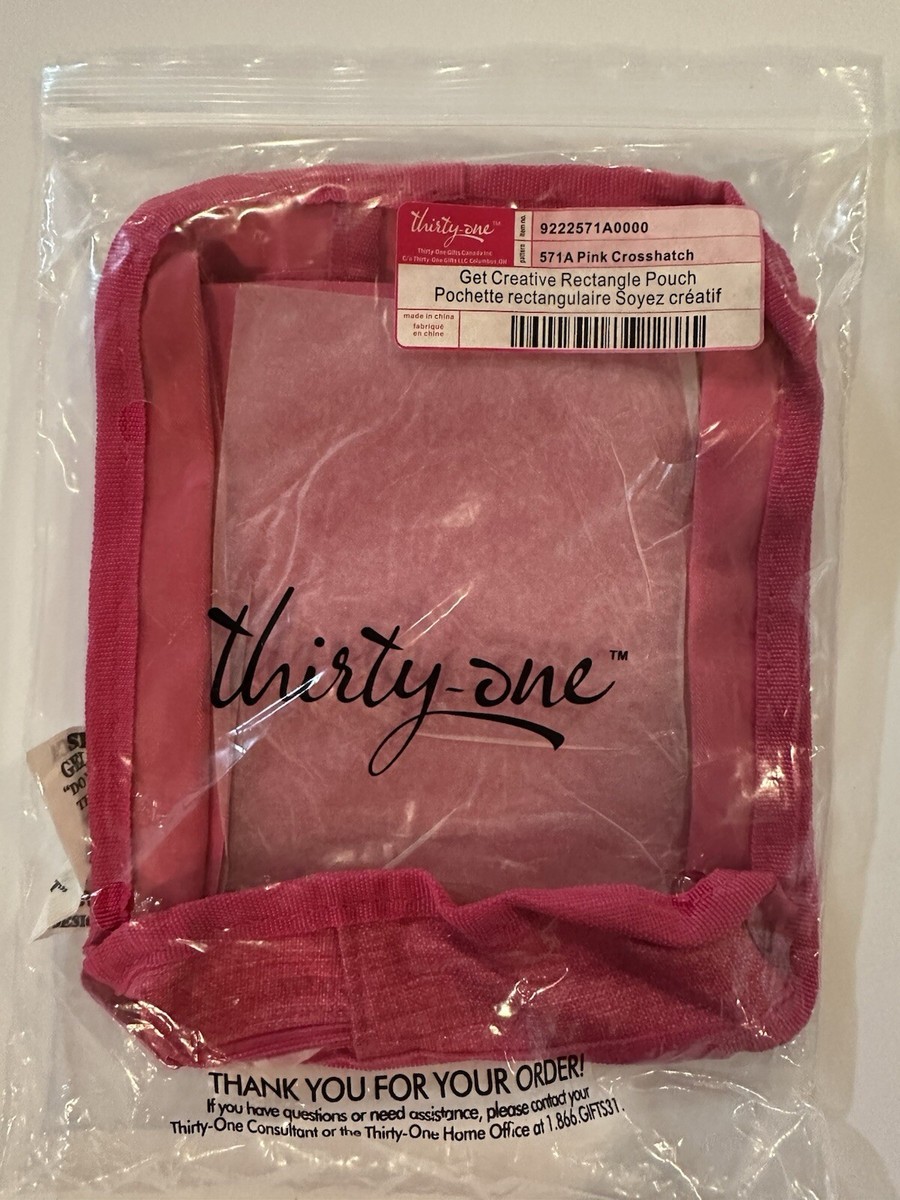 thirty-one™
Thirty-One Gifts Canada Inc.
C/o Thirty-One Gifts LLC Columbus, OH
item no.
9222571A0000
pattern
571A Pink Crosshatch
Get Creative Rectangle Pouch
Pochette rectangulaire Soyez créatif
made in china
fabriqué
en chine
thirty-one™
"DO
THANK YOU FOR YOUR ORDER!
If you have questions or need assistance, please contact your
Thirty-One Consultant or the Thirty-One Home Office at 1.866.GIFTS31.